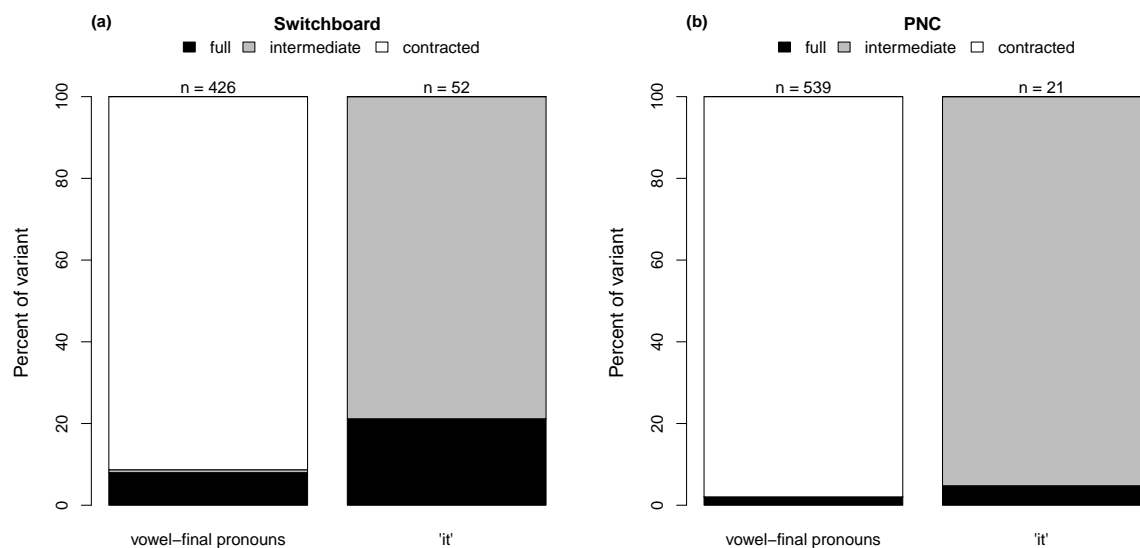 (a) Switchboard
full intermediate contracted
n = 426 n = 52
Percent of variant
100
80
60
40
20
0
vowel−final pronouns 'it'
(b) PNC
full intermediate contracted
n = 539 n = 21
Percent of variant
100
80
60
40
20
0
vowel−final pronouns 'it'